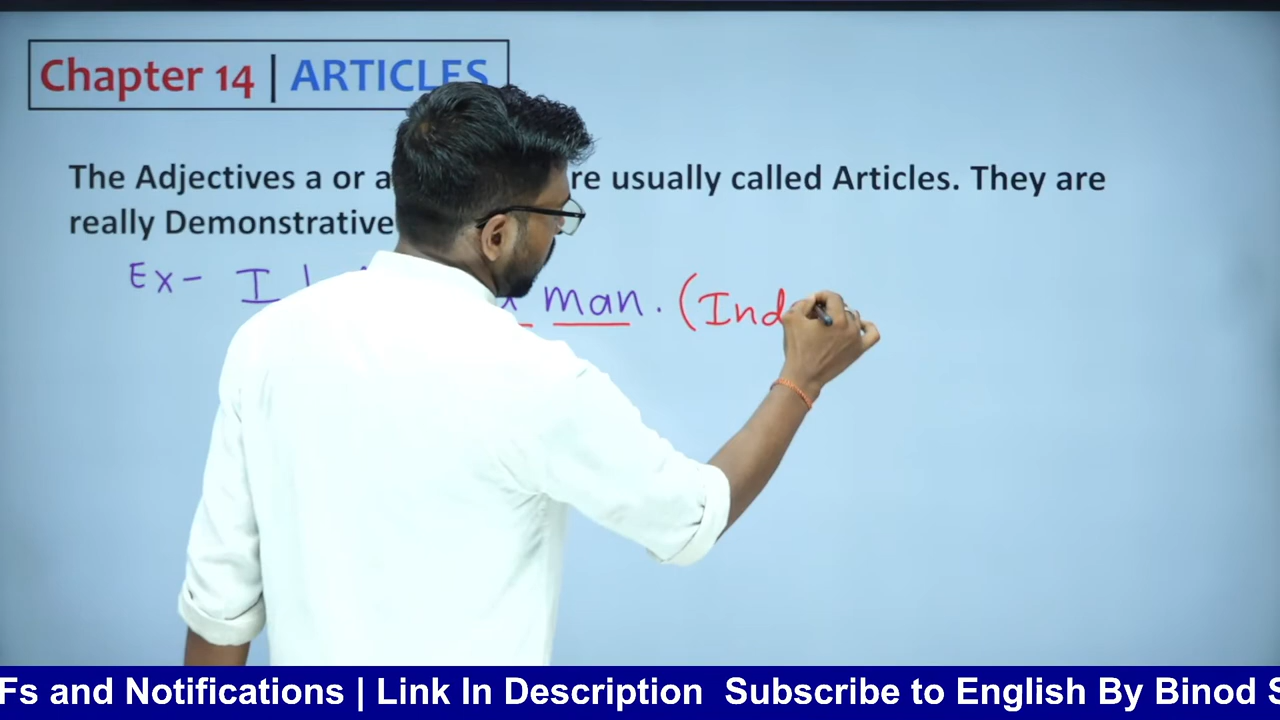 Chapter 14 | ARTICLES
The Adjectives a or a re usually called Articles. They are
really Demonstrative
Ex- I man. (Ind
Fs and Notifications | Link In Description Subscribe to English By Binod S